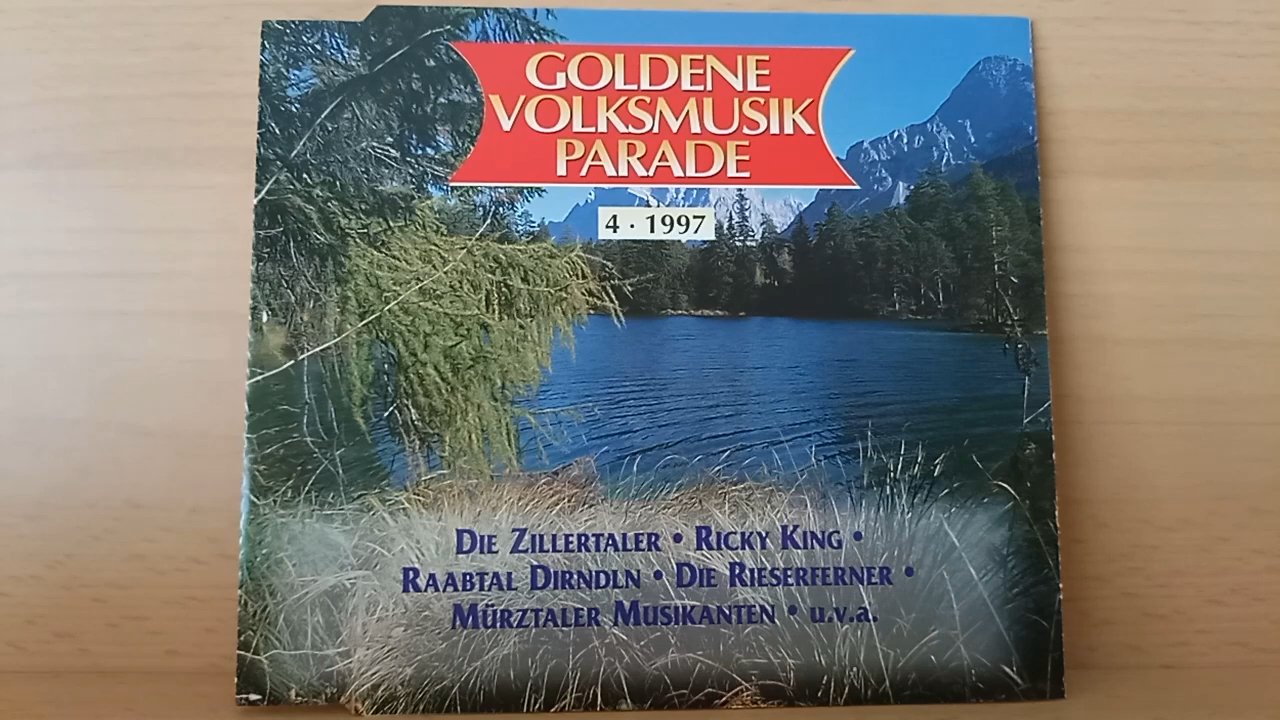 GOLDENE
VOLKSMUSIK
PARADE
4 · 1997
DIE ZILLERTALER • RICKY KING •
RAABTAL DIRNDLN • DIE RIESERFERNER •
MÜRZTALER MUSIKANTEN • u.v.a.